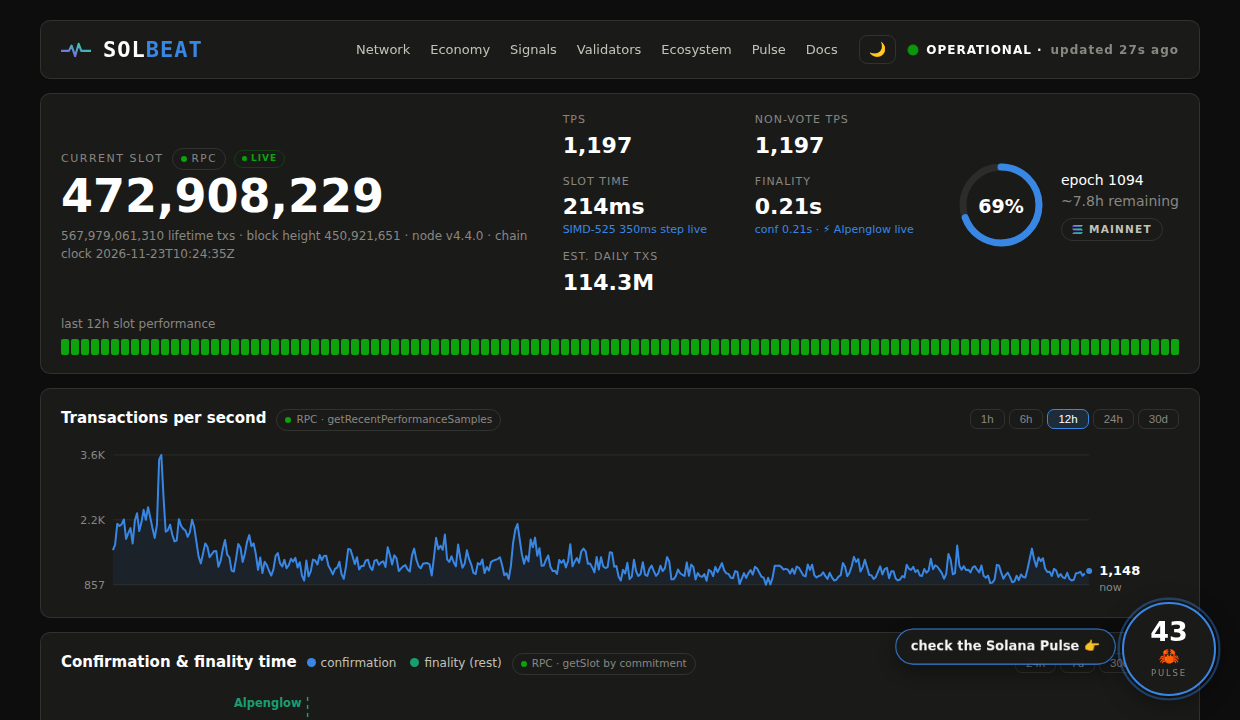 SOLBEAT
Network Economy Signals Validators Ecosystem Pulse Docs
OPERATIONAL · updated 27s ago
CURRENT SLOT RPC LIVE
472,908,229
567,979,061,310 lifetime txs · block height 450,921,651 · node v4.4.0 · chain
clock 2026-11-23T10:24:35Z
TPS
1,197
NON-VOTE TPS
1,197
SLOT TIME
214ms
SIMD-525 350ms step live
FINALITY
0.21s
conf 0.21s · ⚡ Alpenglow live
EST. DAILY TXS
114.3M
69%
epoch 1094
~7.8h remaining
MAINNET
last 12h slot performance
Transactions per second RPC · getRecentPerformanceSamples
1h 6h 12h 24h 30d
3.6K
2.2K
857
1,148
now
Confirmation & finality time confirmation finality (rest) RPC · getSlot by commitment
Alpenglow
check the Solana Pulse 👉
43
🦀
PULSE